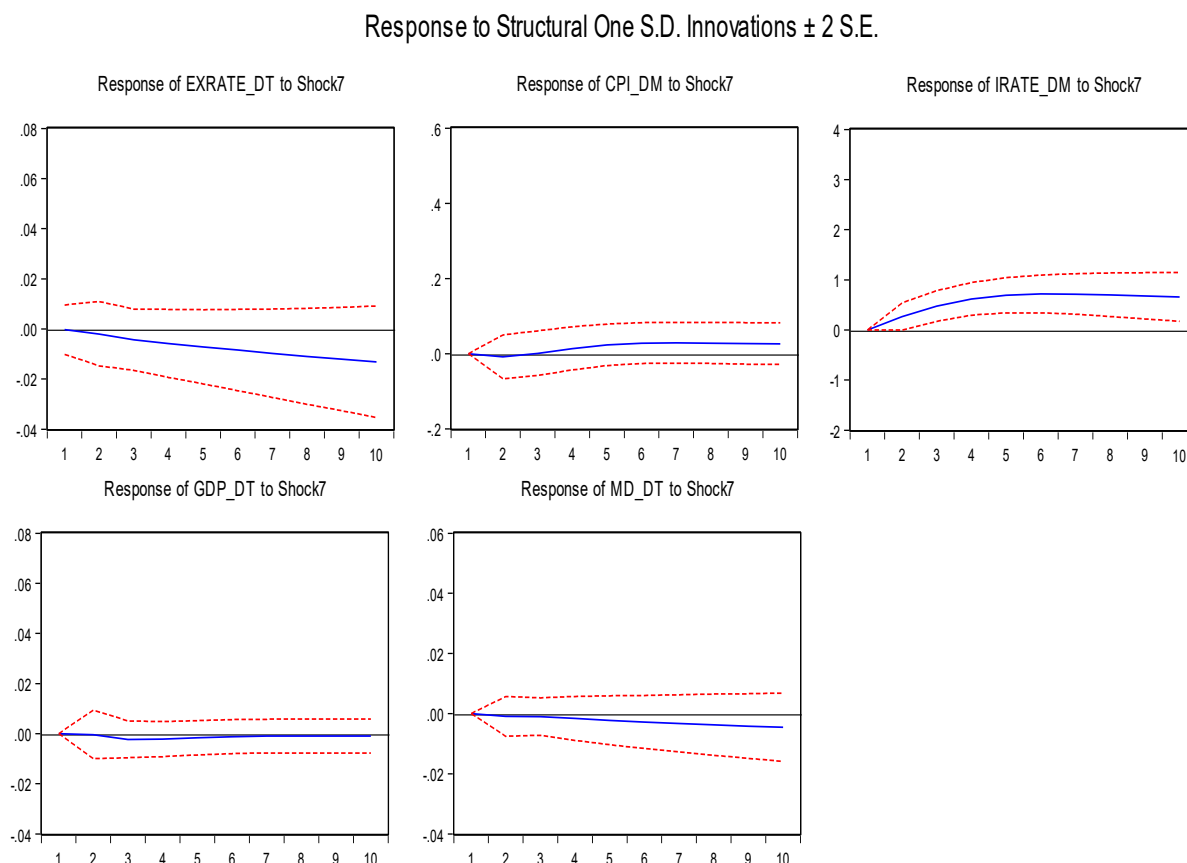 Response to Structural One S.D. Innovations ± 2 S.E.
Response of EXRATE_DT to Shock7
.08
.06
.04
.02
.00
-.02
-.04
1 2 3 4 5 6 7 8 9 10
Response of CPI_DM to Shock7
.6
.4
.2
.0
-.2
1 2 3 4 5 6 7 8 9 10
Response of IRATE_DM to Shock7
4
3
2
1
0
-1
-2
1 2 3 4 5 6 7 8 9 10
Response of GDP_DT to Shock7
.08
.06
.04
.02
.00
-.02
-.04
1 2 3 4 5 6 7 8 9 10
Response of MD_DT to Shock7
.06
.04
.02
.00
-.02
-.04
1 2 3 4 5 6 7 8 9 10